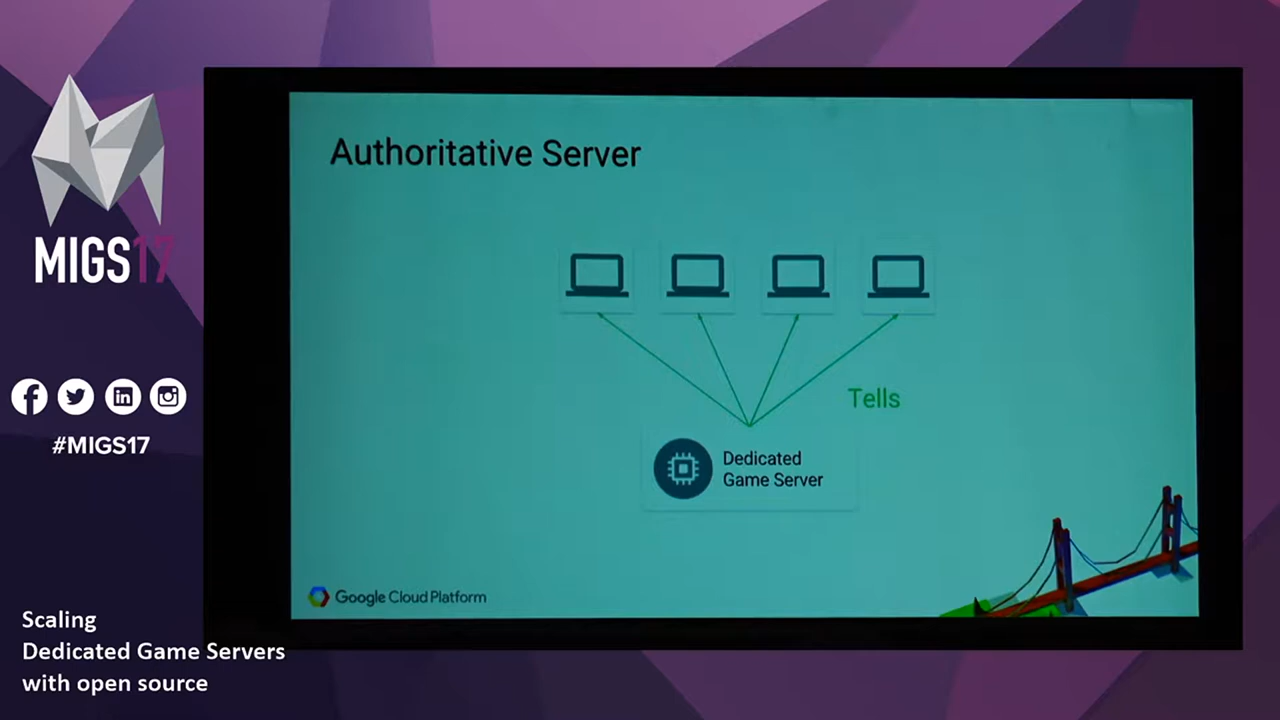 MIGS17
#MIGS17
Scaling
Dedicated Game Servers
with open source
Authoritative Server
Tells
Dedicated
Game Server
Google Cloud Platform